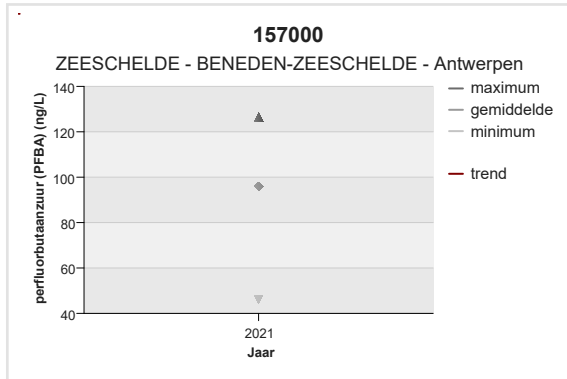 157000
ZEESCHELDE - BENEDEN-ZEESCHELDE - Antwerpen
perfluorbutaanzuur (PFBA) (ng/L)
140
120
100
80
60
40
2021
Jaar
maximum
gemiddelde
minimum
trend